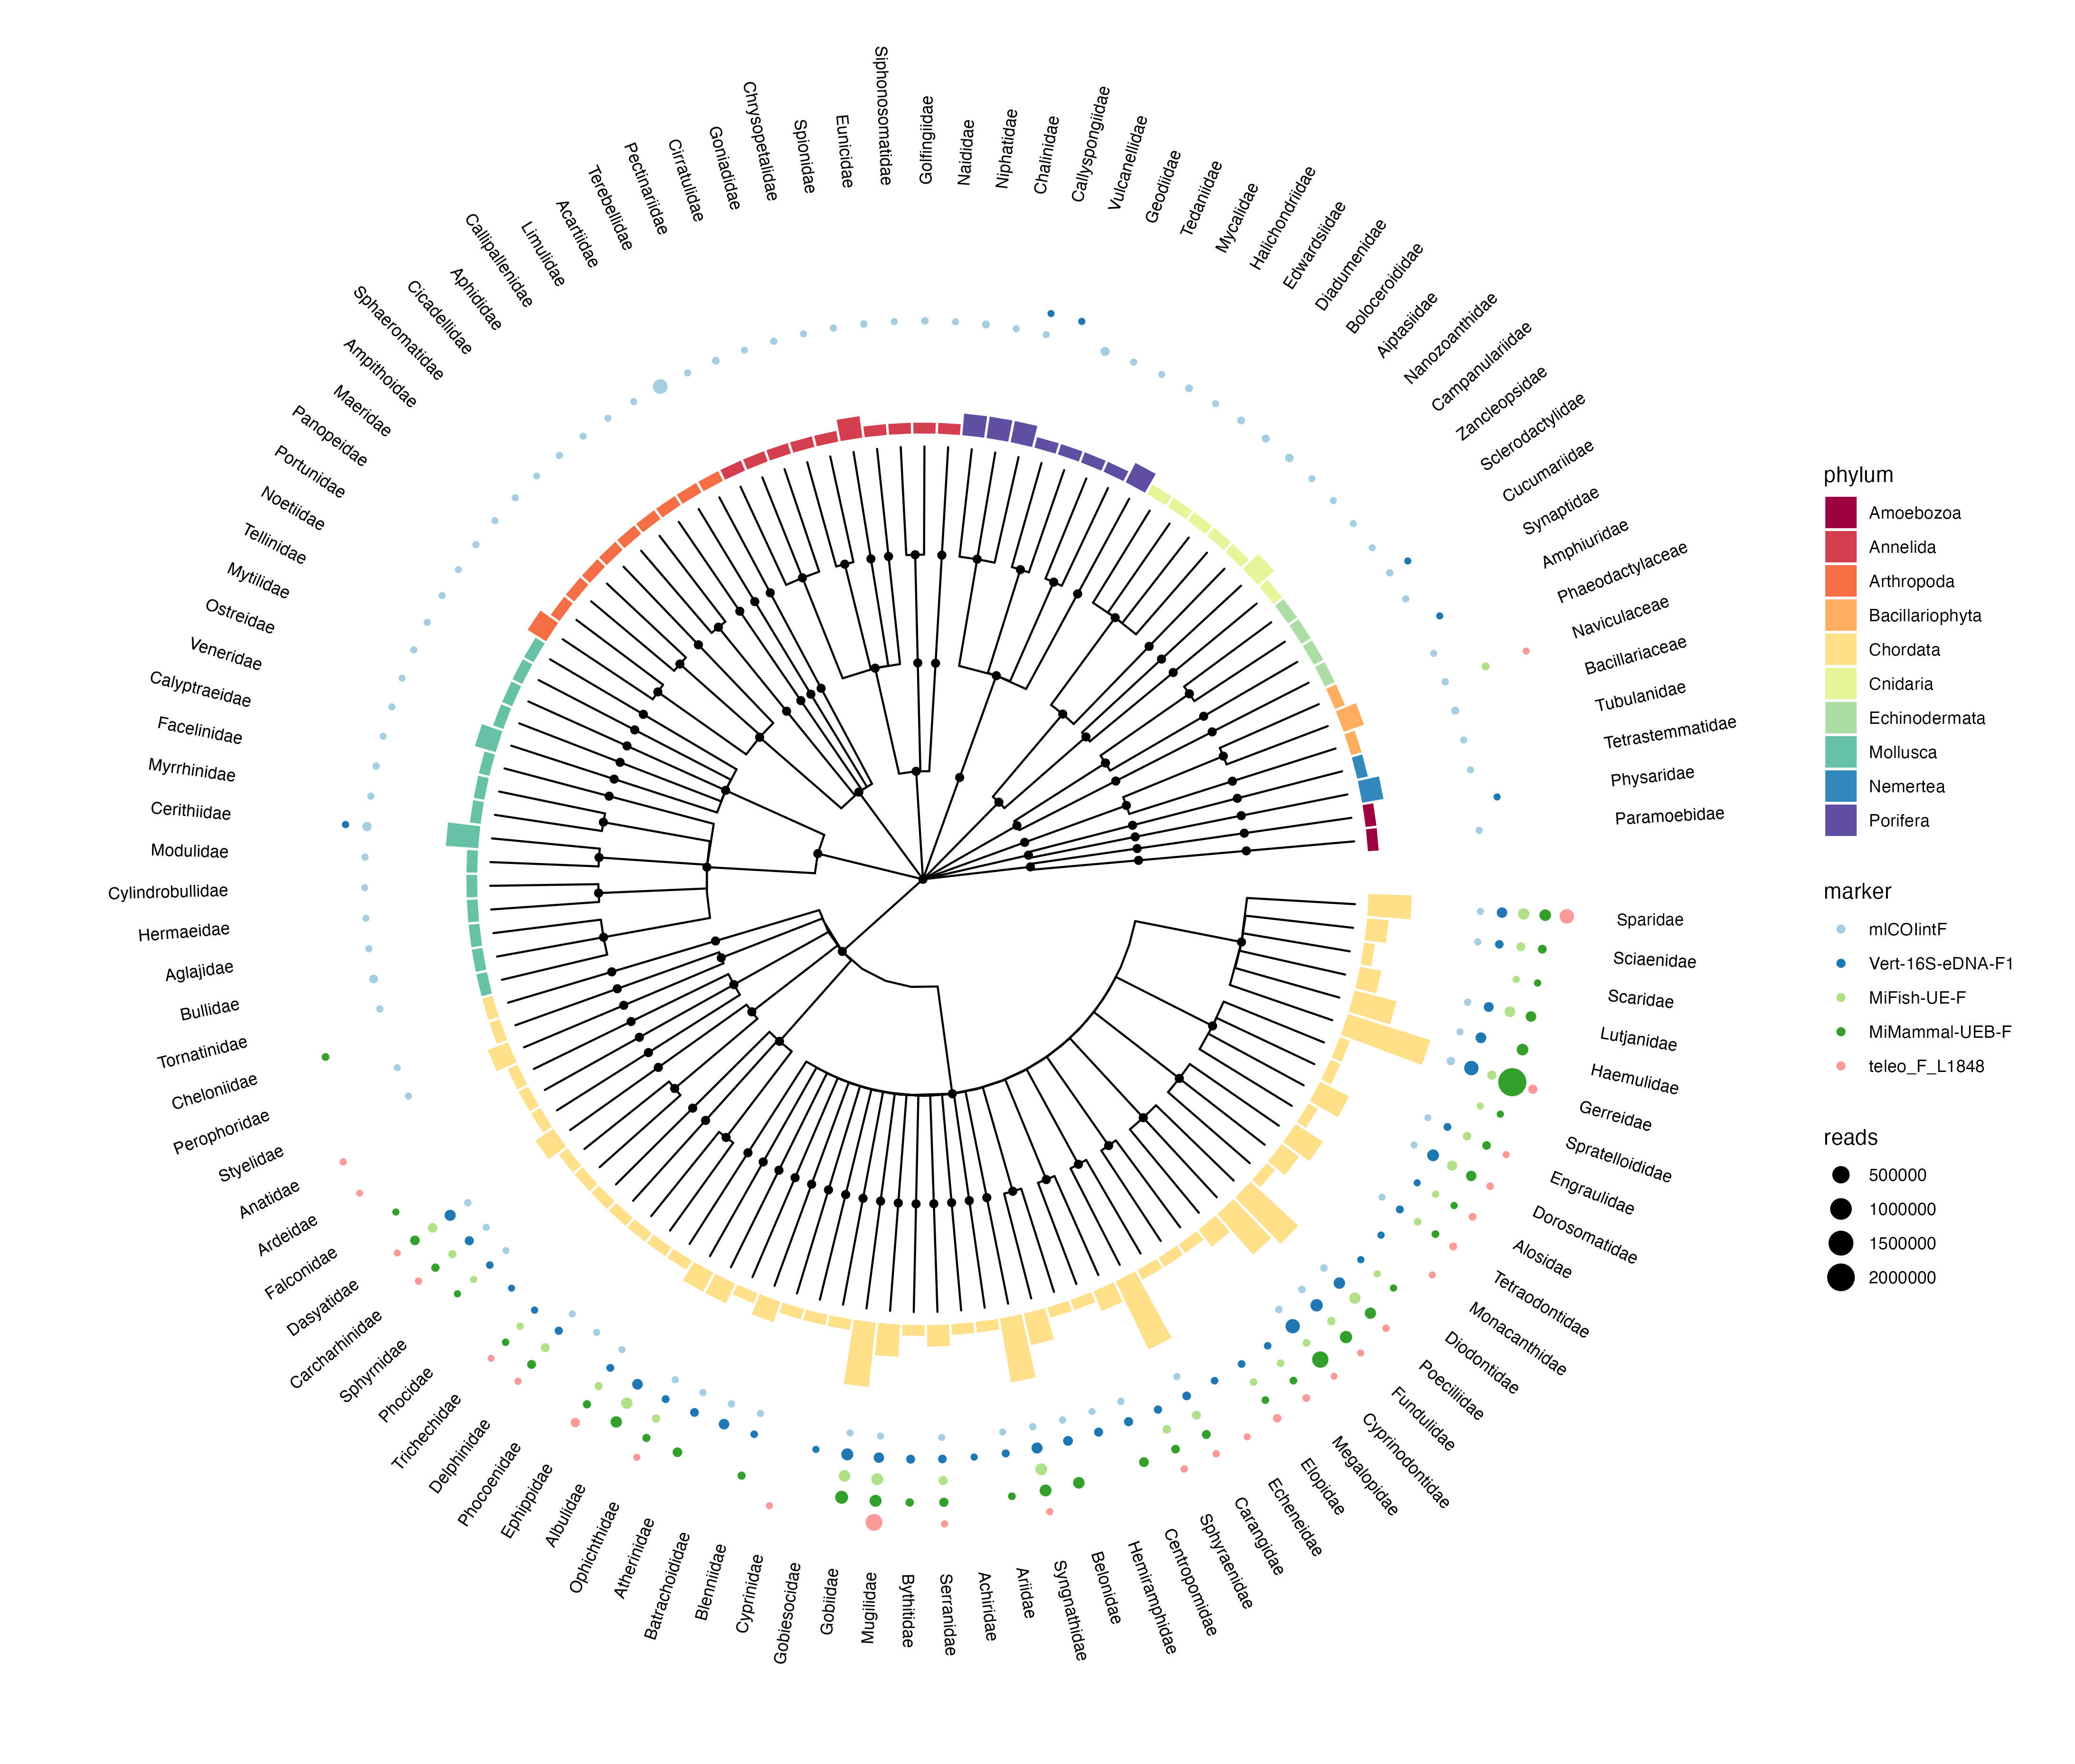 Siphonosomatidae
Golfingiidae
Naididae
Niphatidae
Chalinidae
Callyspongiidae
Vulcanellidae
Geodiidae
Tedaniidae
Mycalidae
Halichondriidae
Edwardsiidae
Diadumenidae
Boloceroididae
Aiptasiidae
Nanozoanthidae
Campanulariidae
Zancleopsidae
Sclerodactylidae
Cucumariidae
Synaptidae
Amphiuridae
Phaeodactylaceae
Naviculaceae
Bacillariaceae
Tubulanidae
Tetrastemmatidae
Physaridae
Paramoebidae
Sparidae
Sciaenidae
Scaridae
Lutjanidae
Haemulidae
Gerreidae
Spratelloididae
Engraulidae
Dorosomatidae
Alosidae
Tetraodontidae
Monacanthidae
Diodontidae
Poeciliidae
Fundulidae
Cyprinodontidae
Megalopidae
Elopidae
Echeneidae
Carangidae
Sphyraenidae
Centropomidae
Hemiramphidae
Belonidae
Syngnathidae
Ariidae
Achiridae
Serranidae
Bythitidae
Mugilidae
Gobiidae
Gobiesocidae
Cyprinidae
Blenniidae
Batrachoididae
Atherinidae
Ophichthidae
Albulidae
Ephippidae
Phocoenidae
Delphinidae
Trichechidae
Phocidae
Sphyrnidae
Carcharhinidae
Dasyatidae
Falconidae
Ardeidae
Anatidae
Styelidae
Perophoridae
Cheloniidae
Tornatinidae
Bullidae
Aglajidae
Hermaeidae
Cylindrobullidae
Modulidae
Cerithiidae
Myrrhinidae
Facelinidae
Calyptraeidae
Veneridae
Ostreidae
Mytilidae
Tellinidae
Noetiidae
Portunidae
Panopeidae
Maeridae
Ampithoidae
Sphaeromatidae
Cicadellidae
Aphididae
Callipallenidae
Limulidae
Acartiidae
Terebellidae
Pectinariidae
Cirratulidae
Goniadidae
Chrysopetalidae
Spionidae
Eunicidae
phylum
Amoebozoa
Annelida
Arthropoda
Bacillariophyta
Chordata
Cnidaria
Echinodermata
Mollusca
Nemertea
Porifera
marker
mlCOIintF
Vert-16S-eDNA-F1
MiFish-UE-F
MiMammal-UEB-F
teleo_F_L1848
reads
500000
1000000
1500000
2000000